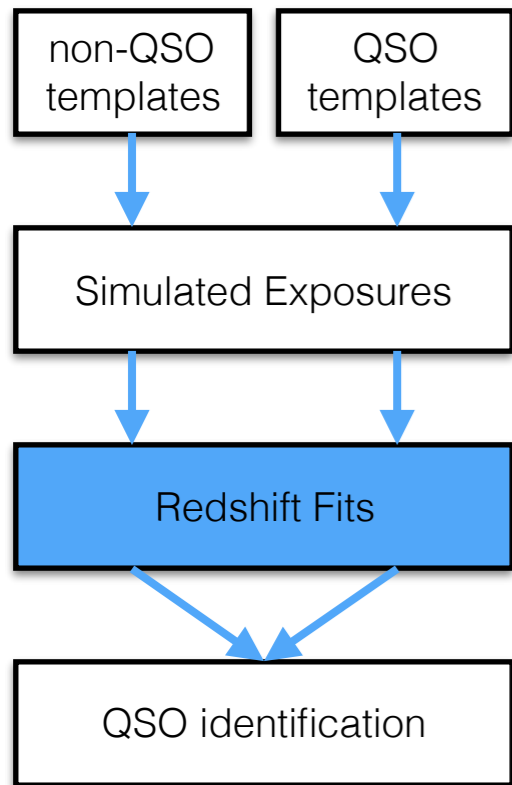 non-QSO
templates
QSO
templates
Simulated Exposures
Redshift Fits
QSO identification